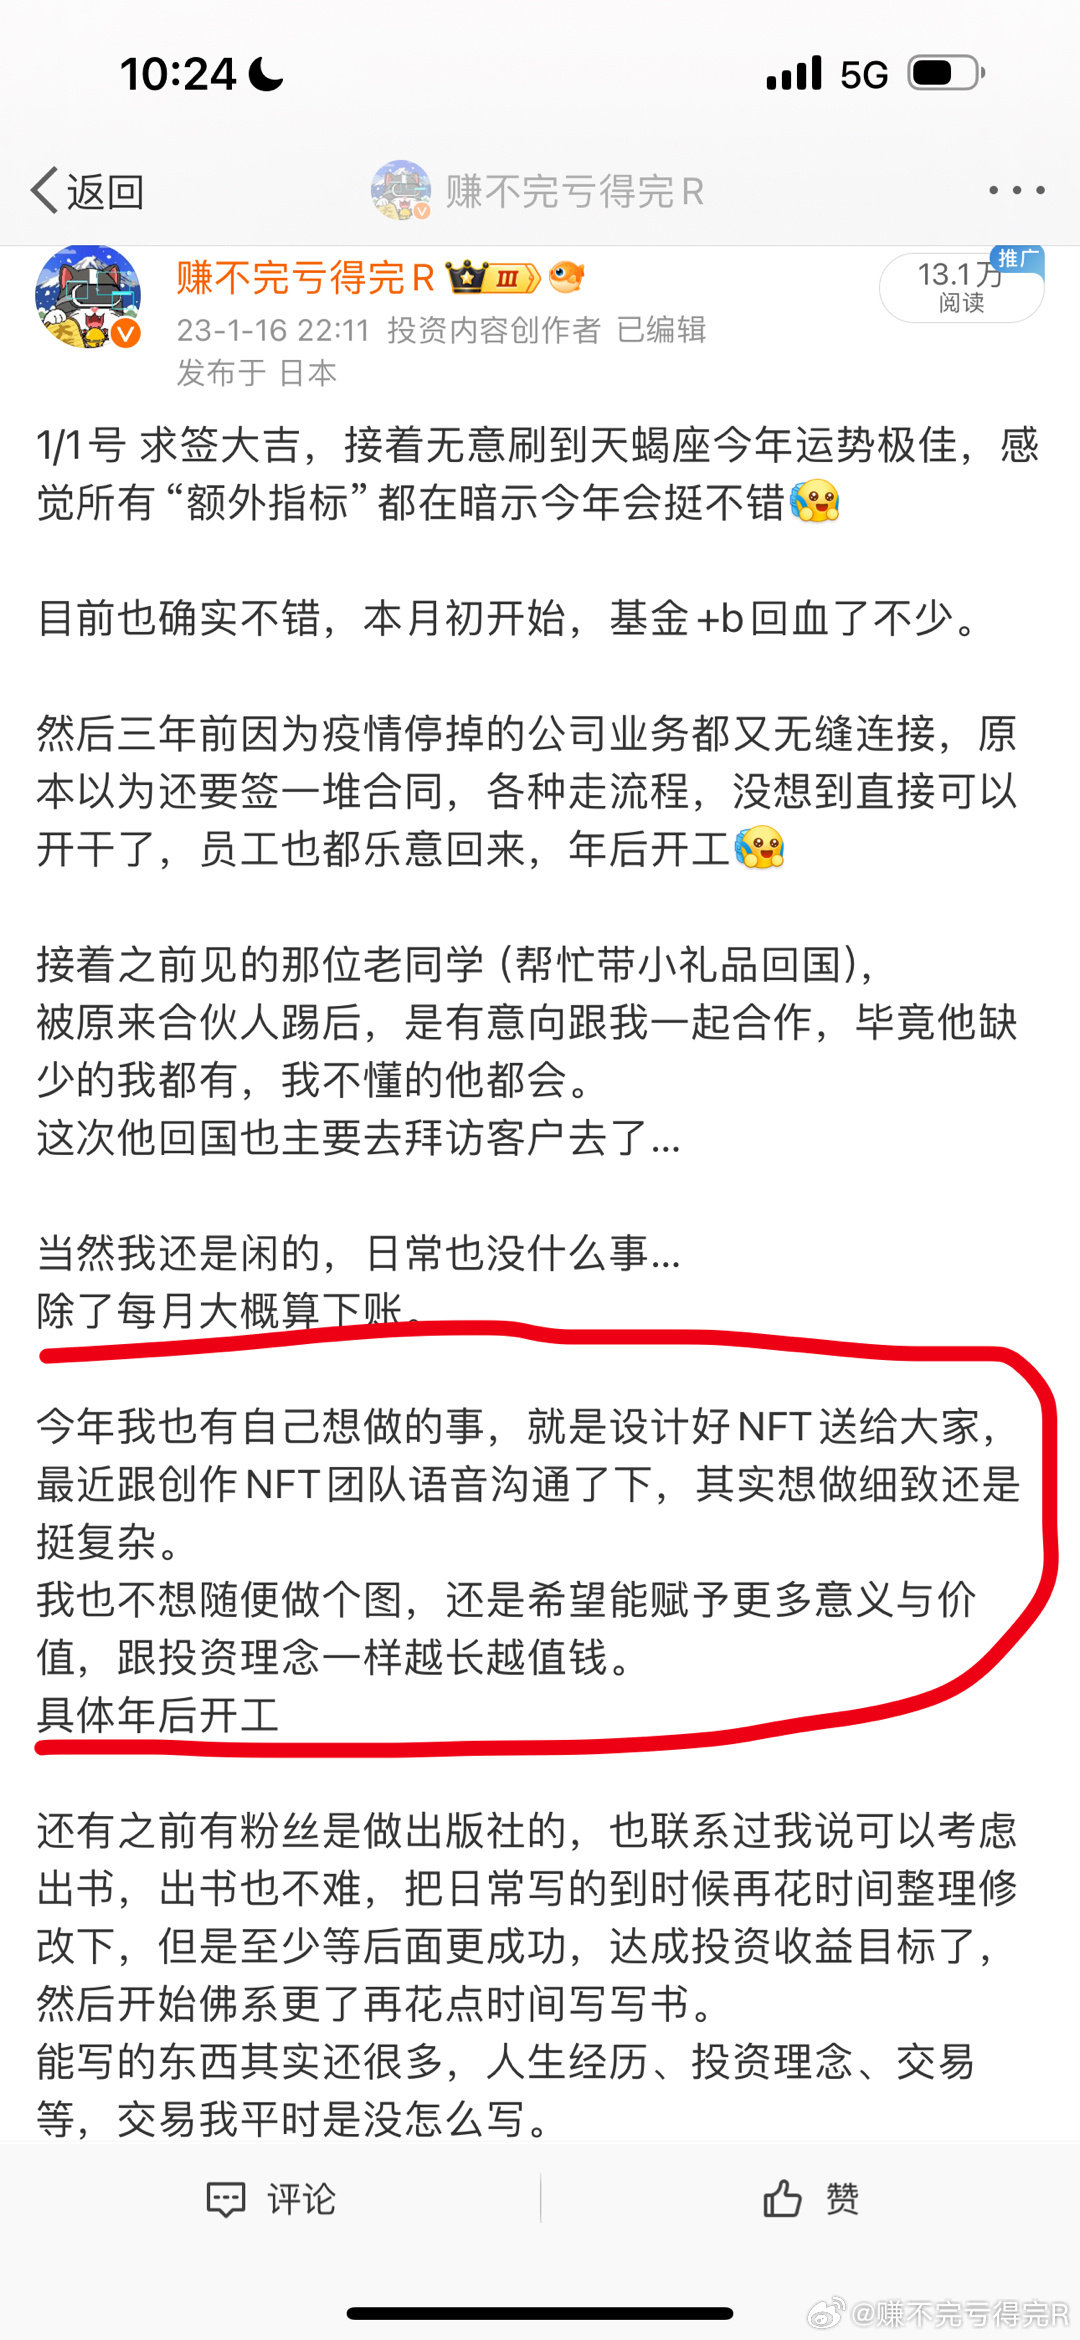 10:24
5G
返回
赚不完亏得完R
赚不完亏得完R
III
13.1万
推广
阅读
23-1-16 22:11 投资内容创作者 已编辑
发布于 日本
1/1号 求签大吉，接着无意刷到天蝎座今年运势极佳，感
觉所有“额外指标”都在暗示今年会挺不错
目前也确实不错，本月初开始，基金+b回血了不少。
然后三年前因为疫情停掉的公司业务都又无缝连接，原
本以为还要签一堆合同，各种走流程，没想到直接可以
开干了，员工也都乐意回来，年后开工
接着之前见的那位老同学（帮忙带小礼品回国），
被原来合伙人踢后，是有意向跟我一起合作，毕竟他缺
少的我都有，我不懂的他都会。
这次他回国也主要去拜访客户去了...
当然我还是闲的，日常也没什么事...
除了每月大概算下账。
今年我也有自己想做的事，就是设计好NFT送给大家，
最近跟创作NFT团队语音沟通了下，其实想做细致还是
挺复杂。
我也不想随便做个图，还是希望能赋予更多意义与价
值，跟投资理念一样越长越值钱。
具体年后开工
还有之前有粉丝是做出版社的，也联系过我说可以考虑
出书，出书也不难，把日常写的到时候再花时间整理修
改下，但是至少等后面更成功，达成投资收益目标了，
然后开始佛系更了再花点时间写写书。
能写的东西其实还很多，人生经历、投资理念、交易
等，交易我平时是没怎么写。
评论
赞
@赚不完亏得完R